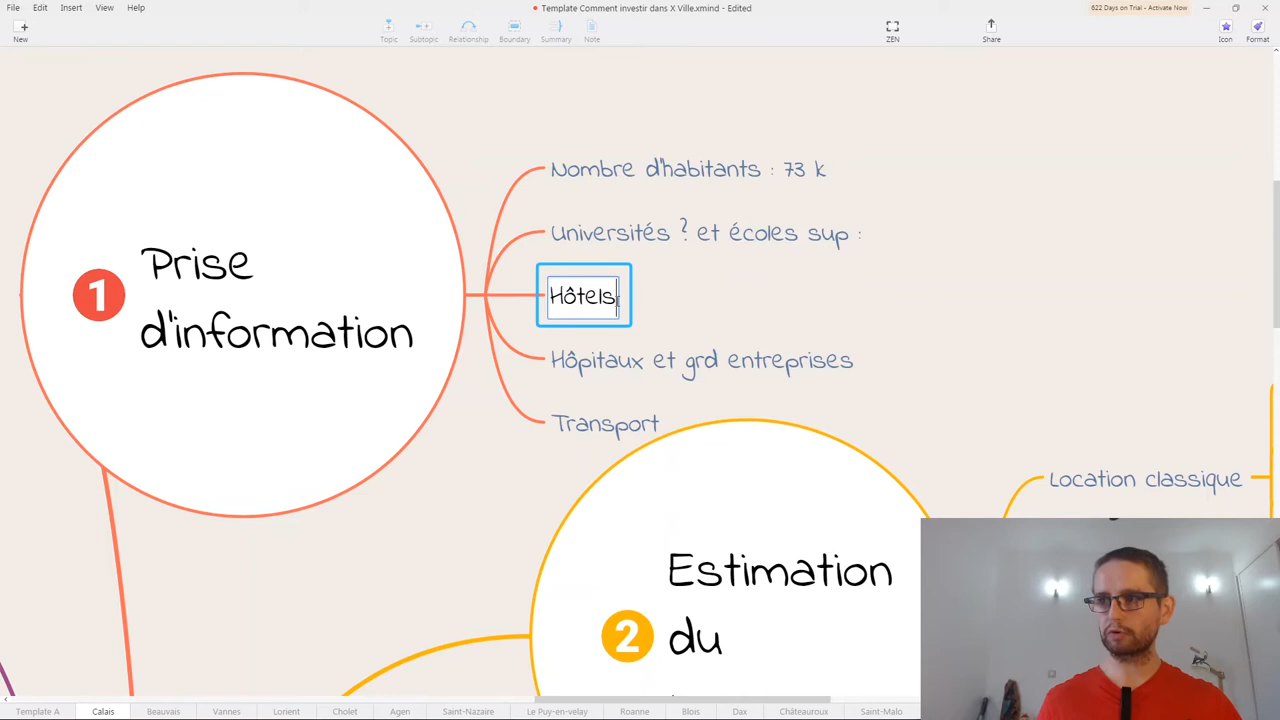 File Edit Insert View Help
Template Comment investir dans X Ville.xmind - Edited
622 Days on Trial - Activate Now
New
Topic Subtopic Relationship Boundary Summary Note
ZEN
Share
Icon Format
1 Prise
d'information
Nombre d'habitants : 73 k
Universités ? et écoles sup :
Hôtels
Hôpitaux et grd entreprises
Transport
Location classique
2 Estimation
du
Template A Calais Beauvais Vannes Lorient Cholet Agen Saint-Nazaire Le Puy-en-velay Roanne Blois Dax Châteauroux Saint-Malo